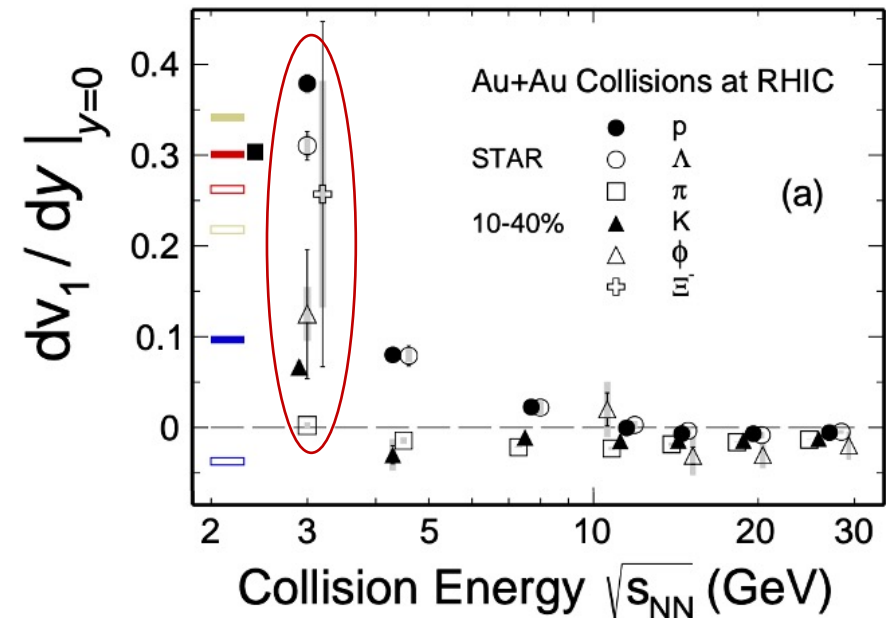 dv₁ / dy |y=0
0.4
0.3
0.2
0.1
0
Au+Au Collisions at RHIC
p
STAR Λ
π
10-40% K
ϕ
Ξ⁻
(a)
2 3 4 5 10 20 30
Collision Energy √sNN (GeV)